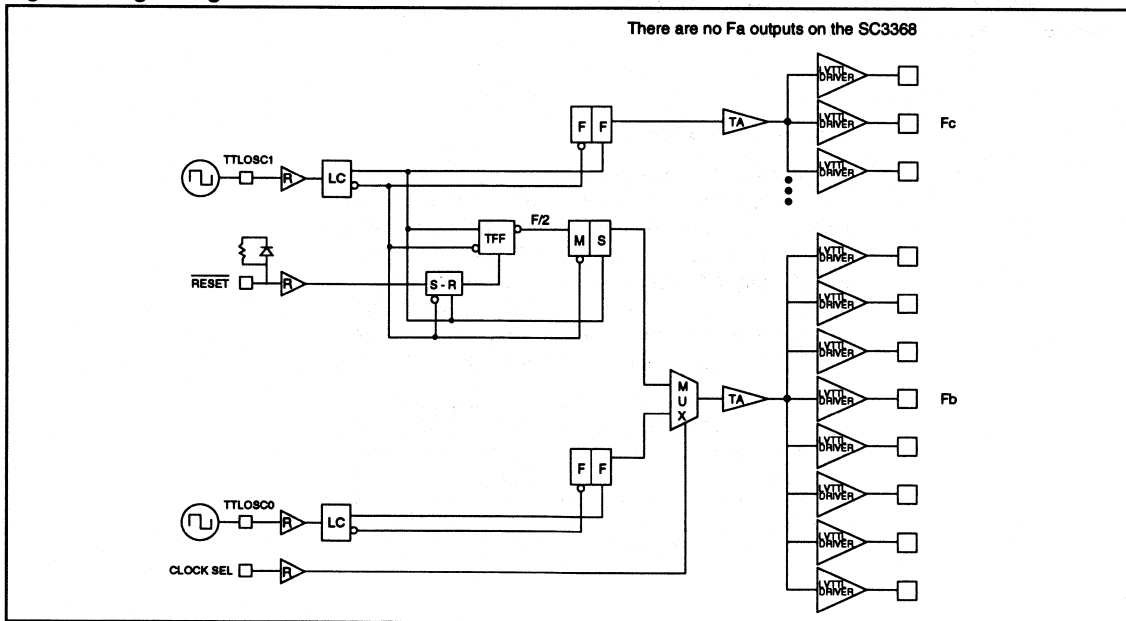 There are no Fa outputs on the SC3368
LVTTL
DRIVER
LVTTL
DRIVER
Fc
LVTTL
DRIVER
F F
TA
TTLOSC1
R
LC
F/2
TFF
M S
RESET
R
S - R
LVTTL
DRIVER
LVTTL
DRIVER
LVTTL
DRIVER
MUX
TA
LVTTL
DRIVER
Fb
LVTTL
DRIVER
F F
LVTTL
DRIVER
TTLOSC0
R
LC
LVTTL
DRIVER
CLOCK SEL
R
LVTTL
DRIVER